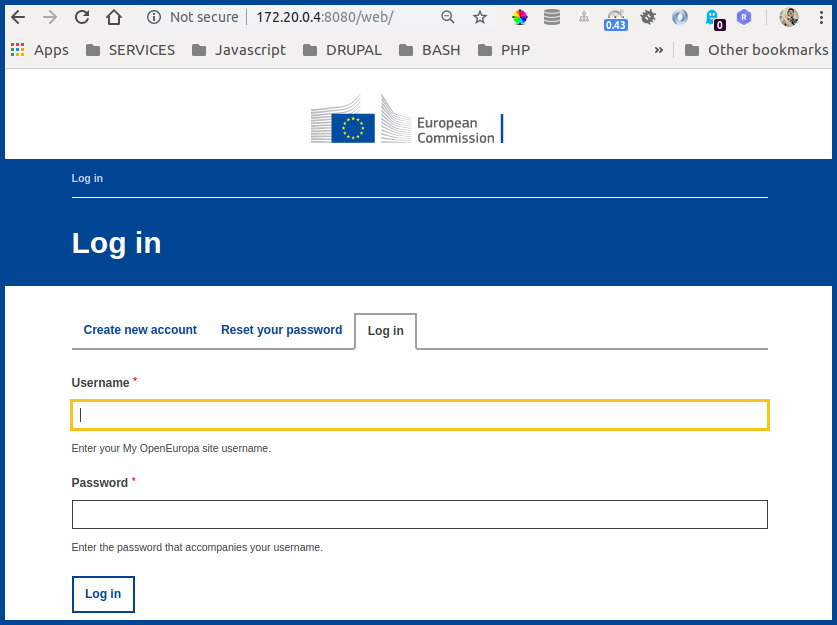 Not secure 172.20.0.4:8080/web/
0.43
0
R
Apps SERVICES Javascript DRUPAL BASH PHP » Other bookmarks
European
Commission
Log in
Log in
Create new account Reset your password Log in
Username *
Enter your My OpenEuropa site username.
Password *
Enter the password that accompanies your username.
Log in